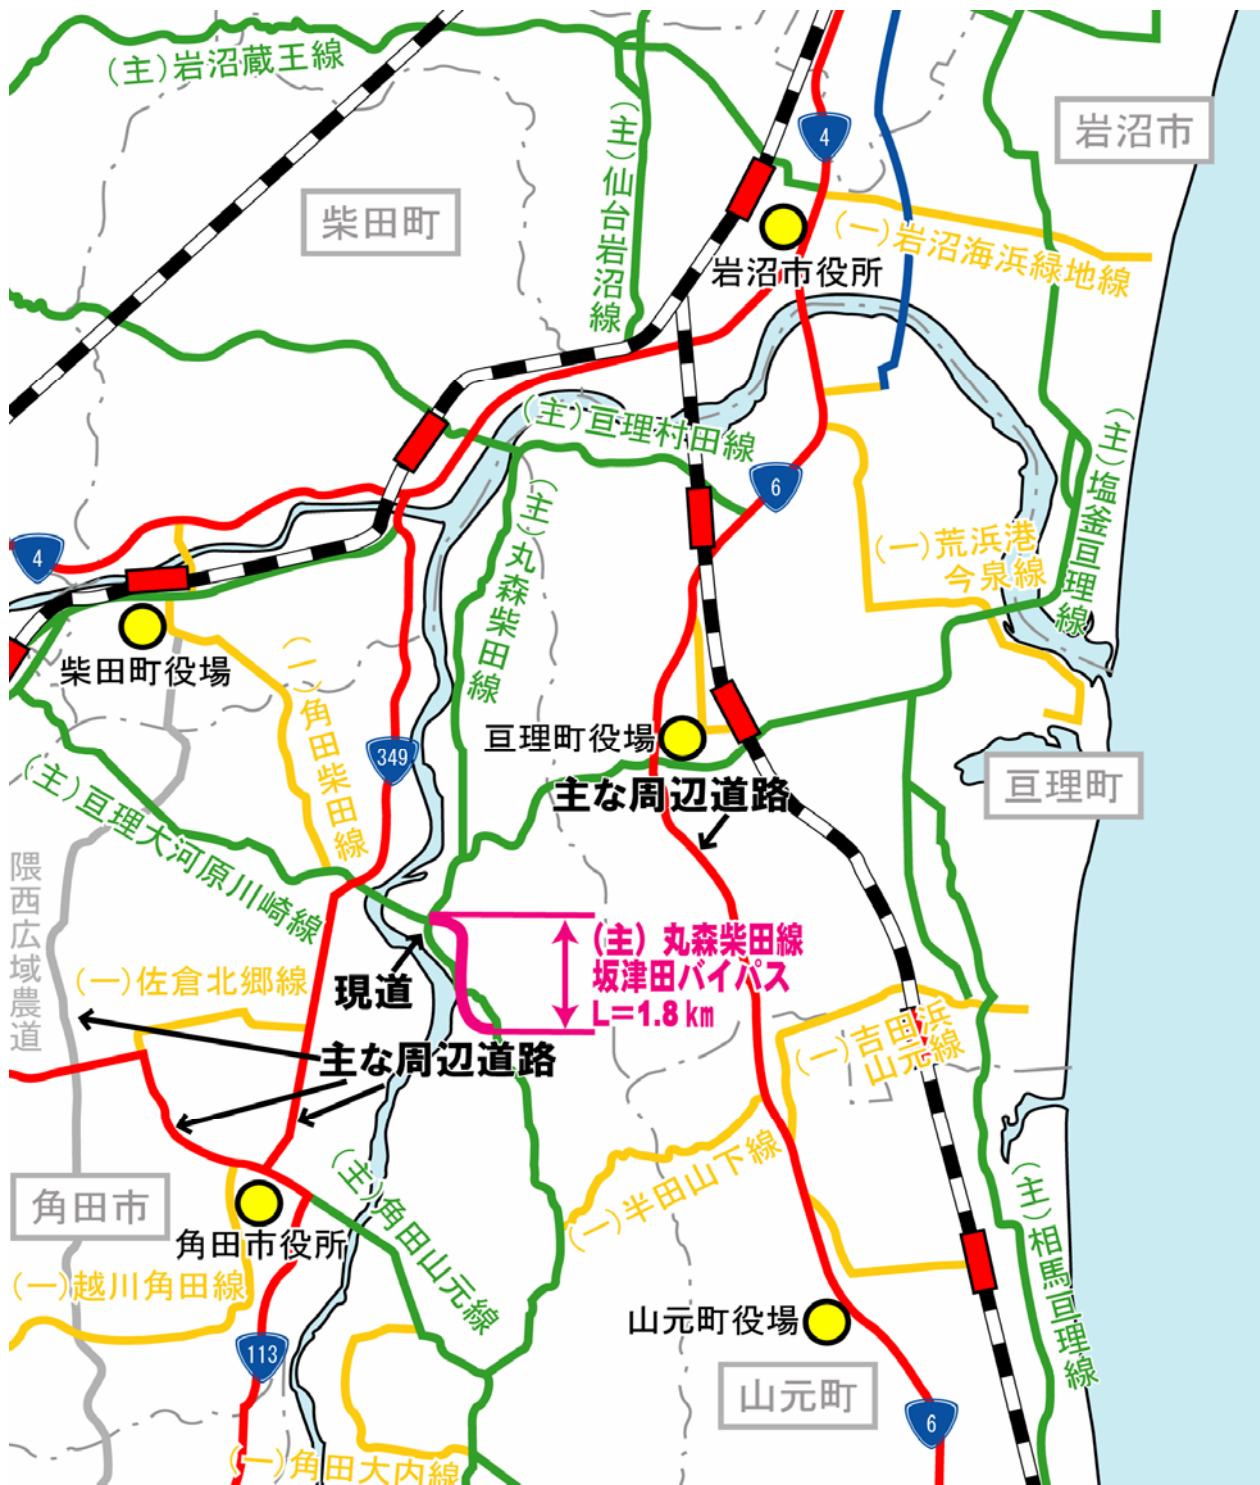 (主)岩沼蔵王線
4
岩沼市
(主)仙台岩沼線
柴田町
岩沼市役所
(一)岩沼海浜緑地線
(主)亘理村田線
(主)塩釜亘理線
6
(主)丸森柴田線
(一)荒浜港
今泉線
4
柴田町役場
(一)角田柴田線
亘理町役場
349
(主)亘理大河原川崎線
主な周辺道路
亘理町
隈西広域農道
(主)丸森柴田線
坂津田バイパス
L=1.8km
(一)佐倉北郷線
現道
(一)吉田浜
山元線
主な周辺道路
(一)半田山下線
角田市
(主)角田山元線
(主)相馬亘理線
角田市役所
(一)越川角田線
山元町役場
113
山元町
6
(一)角田大内線